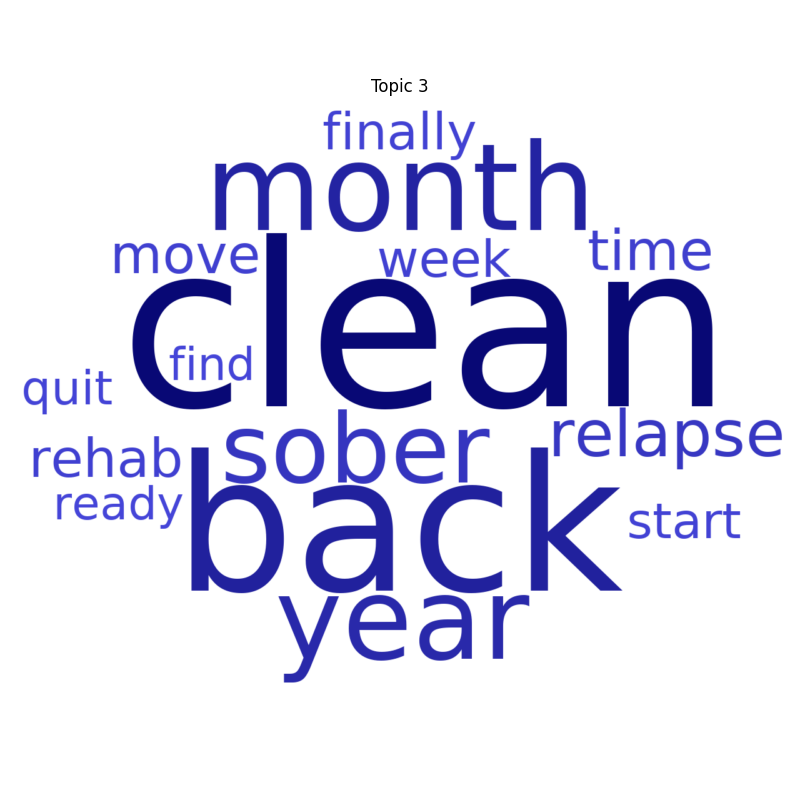 Topic 3
finally
month
move
week
time
clean
find
quit
sober
relapse
rehab
ready
back
start
year